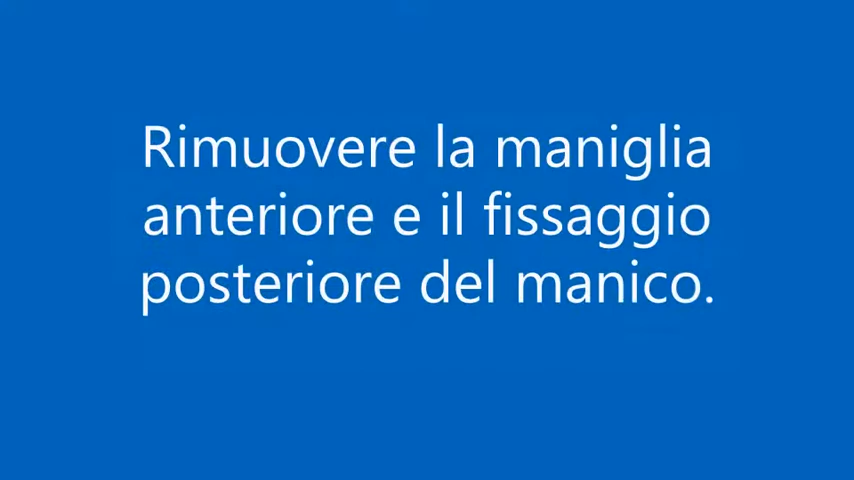 Rimuovere la maniglia
anteriore e il fissaggio
posteriore del manico.